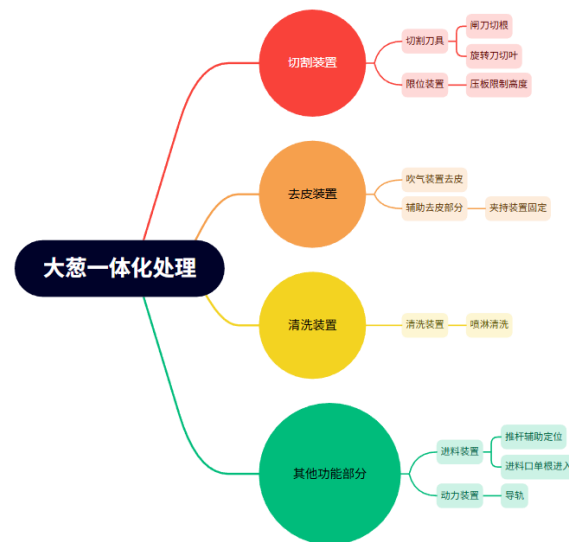 大葱一体化处理
切割装置
切割刀具
闸刀切根
旋转刀切叶
限位装置
压板限制高度
去皮装置
吹气装置去皮
辅助去皮部分
夹持装置固定
清洗装置
清洗装置
喷淋清洗
其他功能部分
进料装置
推杆辅助定位
进料口单根进入
动力装置
导轨